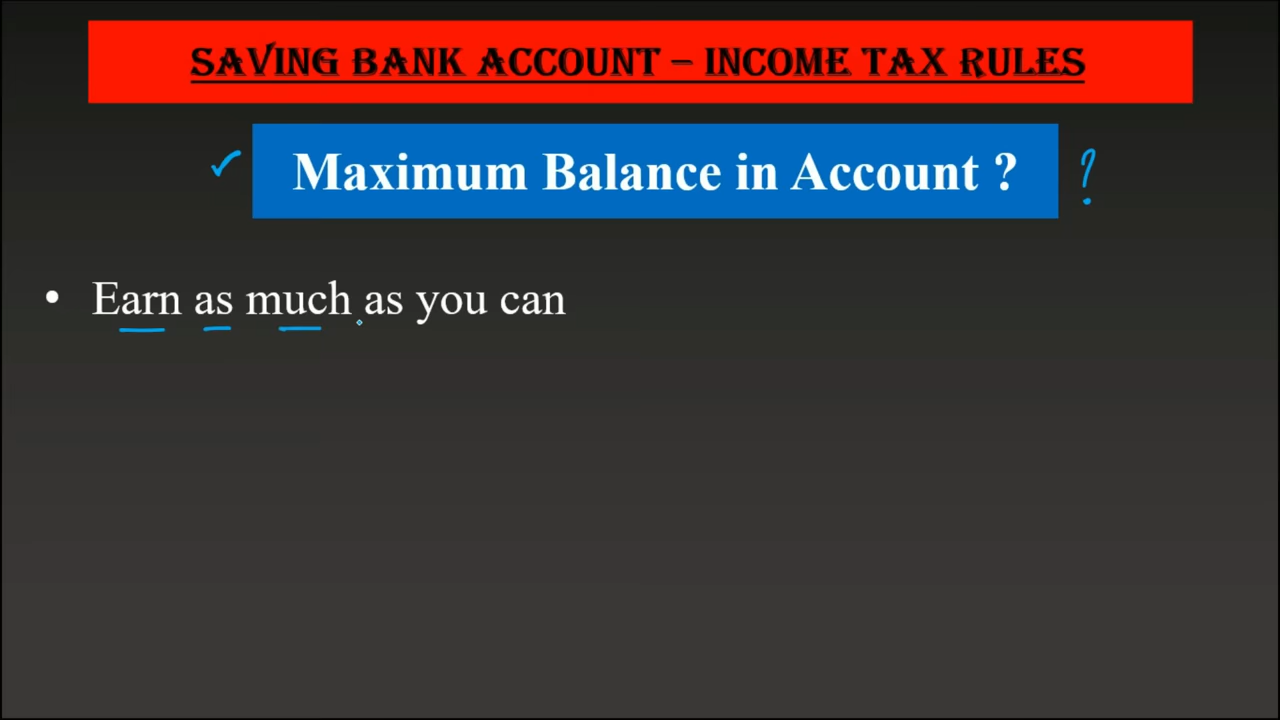 SAVING BANK ACCOUNT – INCOME TAX RULES
✓ Maximum Balance in Account ? ?
• Earn as much as you can